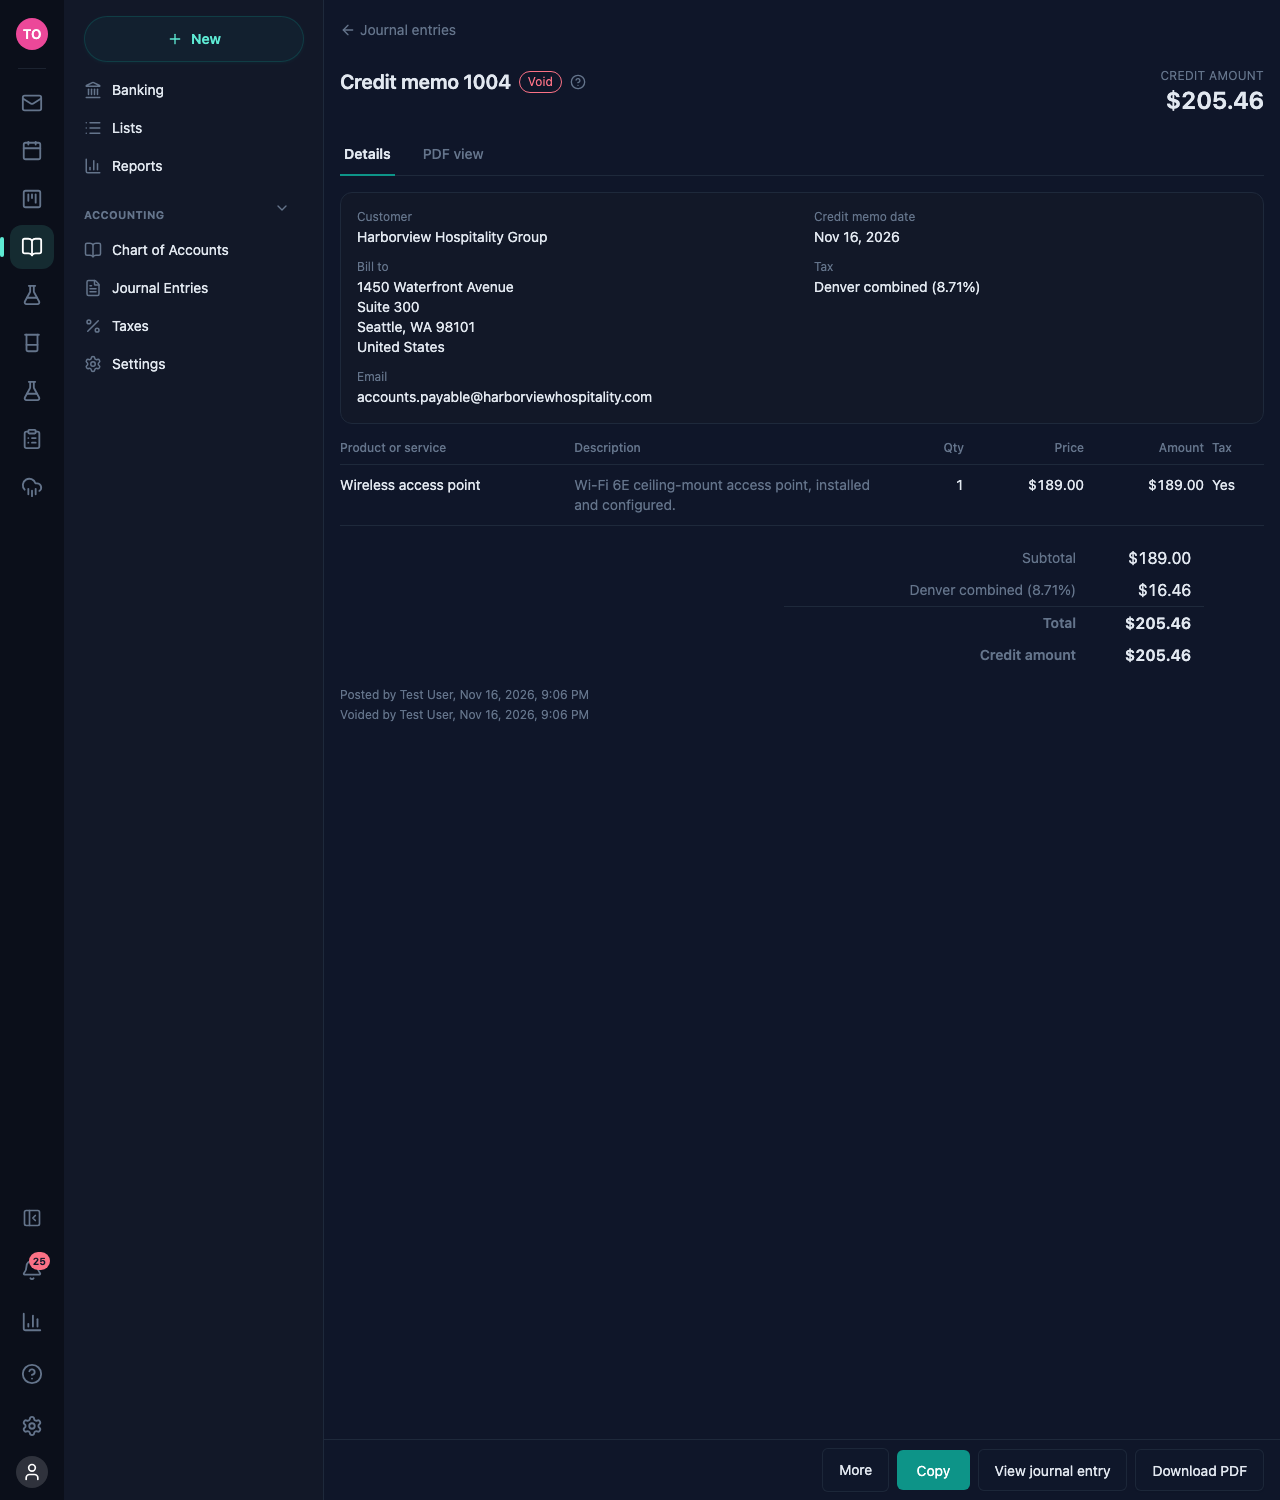 TO
New
Banking
Lists
Reports
ACCOUNTING
Chart of Accounts
Journal Entries
Taxes
Settings
25
Journal entries
Credit memo 1004 Void
CREDIT AMOUNT
$205.46
Details PDF view
Customer
Harborview Hospitality Group
Bill to
1450 Waterfront Avenue
Suite 300
Seattle, WA 98101
United States
Email
accounts.payable@harborviewhospitality.com
Credit memo date
Nov 16, 2026
Tax
Denver combined (8.71%)
Product or service Description Qty Price Amount Tax
Wireless access point Wi-Fi 6E ceiling-mount access point, installed 1 $189.00 $189.00 Yes
and configured.
Subtotal $189.00
Denver combined (8.71%) $16.46
Total $205.46
Credit amount $205.46
Posted by Test User, Nov 16, 2026, 9:06 PM
Voided by Test User, Nov 16, 2026, 9:06 PM
More Copy View journal entry Download PDF